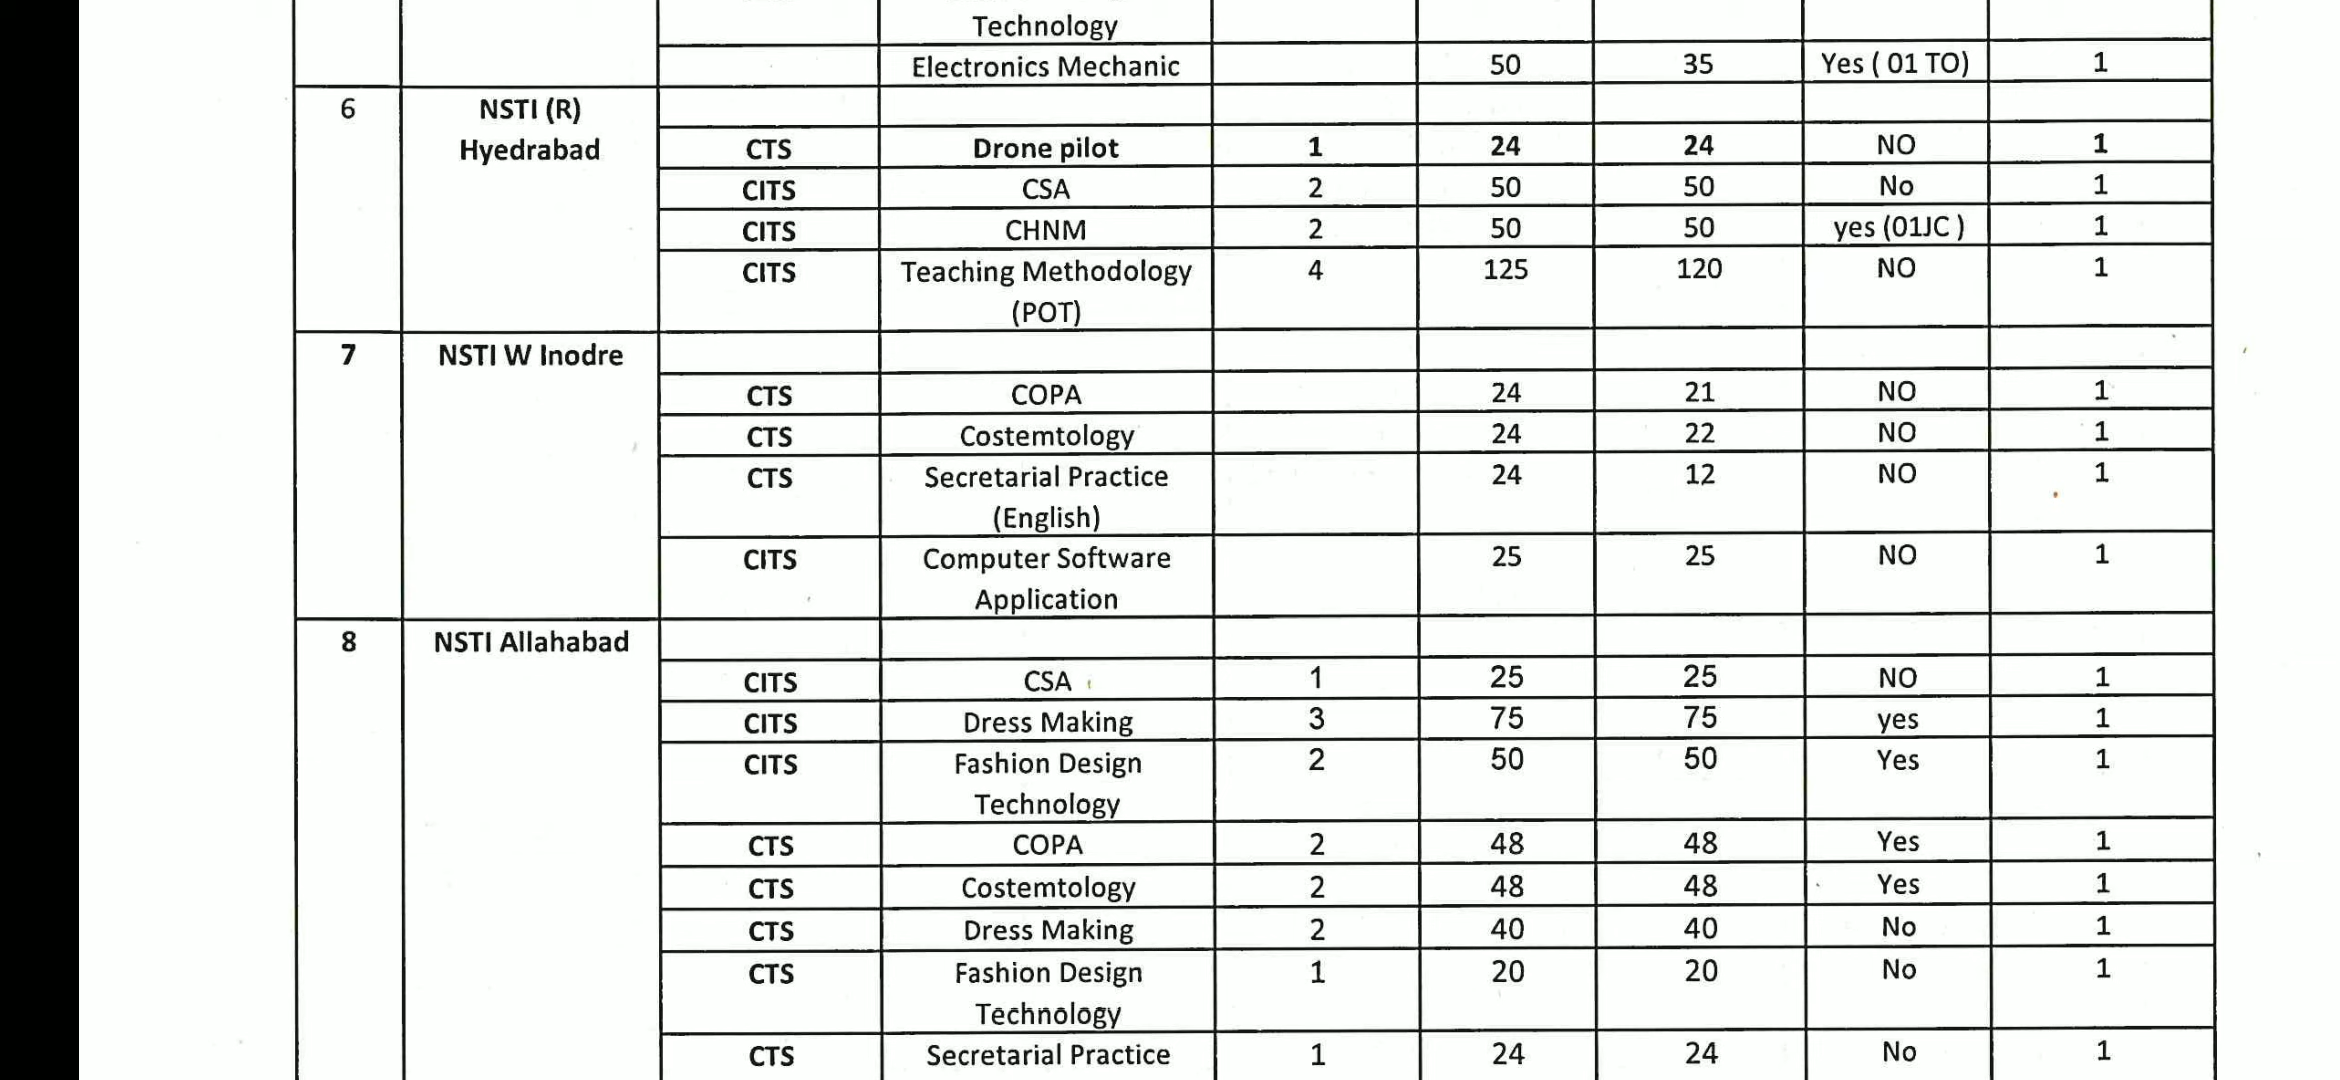 Technology
Electronics Mechanic 50 35 Yes ( 01 TO) 1
6 NSTI (R)
Hyedrabad CTS Drone pilot 1 24 24 NO 1
CITS CSA 2 50 50 No 1
CITS CHNM 2 50 50 yes (01JC ) 1
CITS Teaching Methodology 4 125 120 NO 1
(POT)
7 NSTI W Inodre
CTS COPA 24 21 NO 1
CTS Costemtology 24 22 NO 1
CTS Secretarial Practice 24 12 NO 1
(English)
CITS Computer Software 25 25 NO 1
Application
8 NSTI Allahabad
CITS CSA 1 25 25 NO 1
CITS Dress Making 3 75 75 yes 1
CITS Fashion Design 2 50 50 Yes 1
Technology
CTS COPA 2 48 48 Yes 1
CTS Costemtology 2 48 48 Yes 1
CTS Dress Making 2 40 40 No 1
CTS Fashion Design 1 20 20 No 1
Technology
CTS Secretarial Practice 1 24 24 No 1